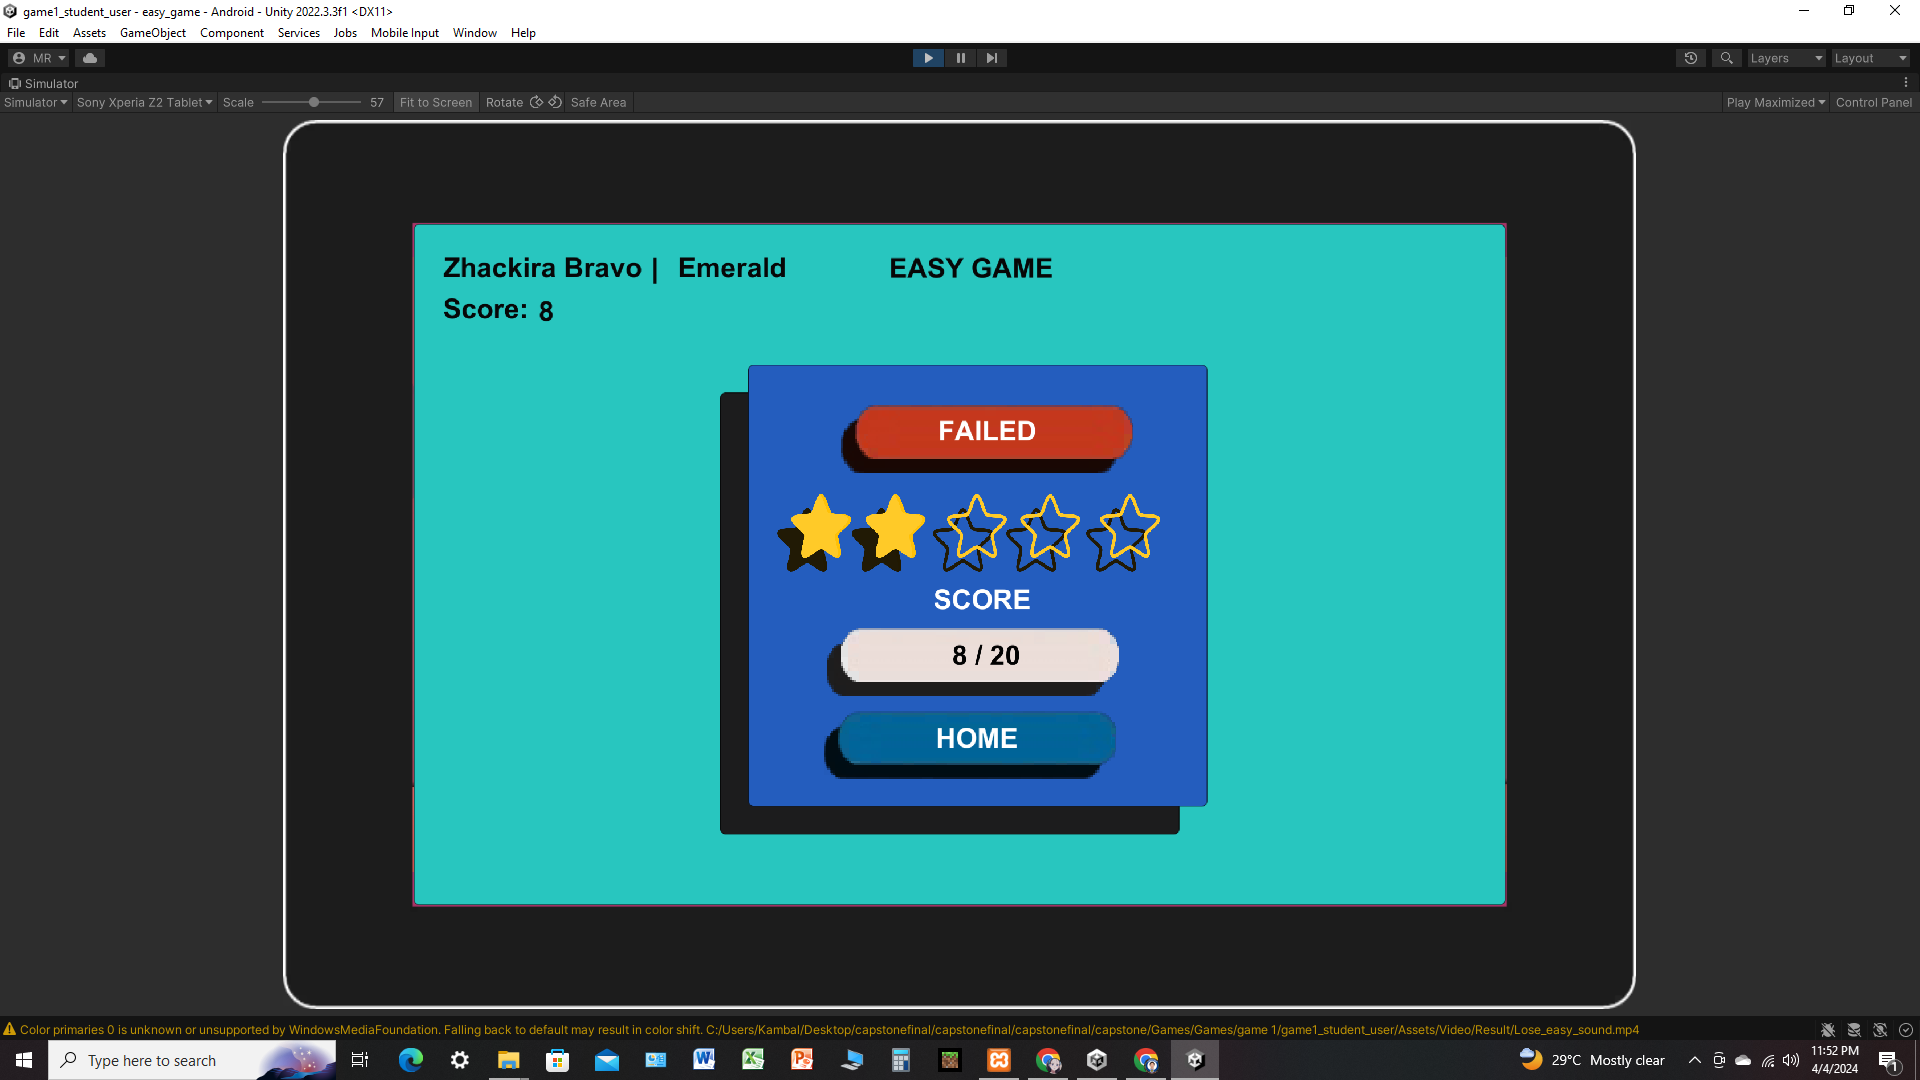 game1_student_user - easy_game - Android - Unity 2022.3.3f1 <DX11>
File Edit Assets GameObject Component Services Jobs Mobile Input Window Help
MR Layers Layout
Simulator
Simulator Sony Xperia Z2 Tablet Scale 57 Fit to Screen Rotate Safe Area Play Maximized Control Panel
Zhackira Bravo | Emerald EASY GAME
Score: 8
FAILED
SCORE
8 / 20
HOME
Color primaries 0 is unknown or unsupported by WindowsMediaFoundation. Falling back to default may result in color shift. C:/Users/Kambal/Desktop/capstonefinal/capstonefinal/capstonefinal/capstone/Games/Games/game 1/game1_student_user/Assets/Video/Result/Lose_easy_sound.mp4
Type here to search 29°C Mostly clear 11:52 PM
4/4/2024
1